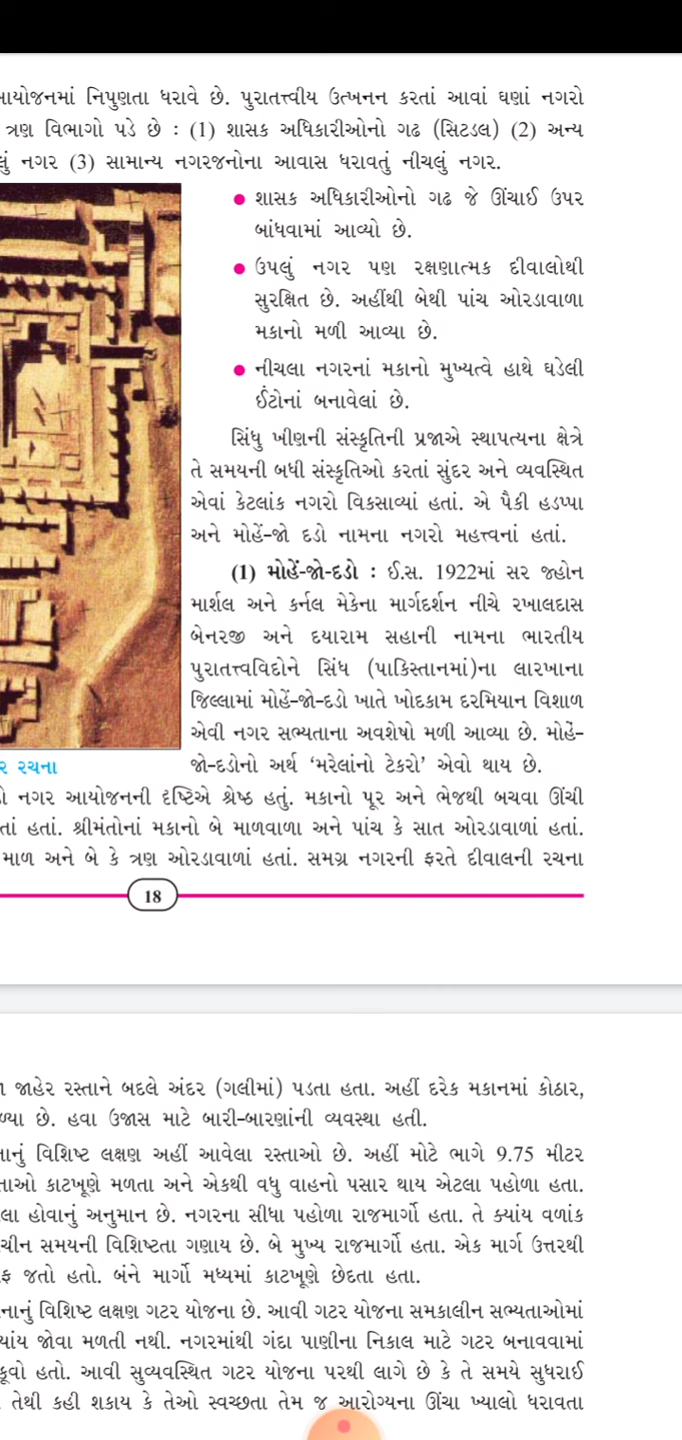 નિપુણતા ધરાવે છે. પુરાતત્ત્વીય ઉત્ખનન કરતાં આવાં ઘણાં નગરો
ત્રણ વિભાગો પડે છે : (1) શાસક અધિકારીઓનો ગઢ (સિટડલ) (2) અન્ય
નગર (3) સામાન્ય નગરજનોના આવાસ ધરાવતું નીચલું નગર.
● શાસક અધિકારીઓનો ગઢ જે ઊંચાઈ ઉપર
બાંધવામાં આવ્યો છે.
● ઉપલું નગર પણ રક્ષણાત્મક દીવાલોથી
સુરક્ષિત છે. અહીંથી બેથી પાંચ ઓરડાવાળા
મકાનો મળી આવ્યા છે.
● નીચલા નગરનાં મકાનો મુખ્યત્વે હાથે ઘડેલી
ઈંટોનાં બનાવેલાં છે.
સિંધુ ખીણની સંસ્કૃતિની પ્રજાએ સ્થાપત્યના ક્ષેત્રે
તે સમયની બધી સંસ્કૃતિઓ કરતાં સુંદર અને વ્યવસ્થિત
એવાં કેટલાંક નગરો વિકસાવ્યાં હતાં. એ પૈકી હડપ્પા
અને મોહેં-જો દડો નામના નગરો મહત્ત્વનાં હતાં.
(1) મોહેં-જો-દડો : ઈ.સ. 1922માં સર જ્હોન
માર્શલ અને કર્નલ મેકેના માર્ગદર્શન નીચે રખાલદાસ
બેનરજી અને દયારામ સહાની નામના ભારતીય
પુરાતત્ત્વવિદોને સિંધ (પાકિસ્તાનમાં)ના લારખાના
જિલ્લામાં મોહેં-જો-દડો ખાતે ખોદકામ દરમિયાન વિશાળ
એવી નગર સભ્યતાના અવશેષો મળી આવ્યા છે. મોહેં-
જો-દડોનો અર્થ ‘મરેલાંનો ટેકરો’ એવો થાય છે.
રચના
નગર આયોજનની દૃષ્ટિએ શ્રેષ્ઠ હતું. મકાનો પૂર અને ભેજથી બચવા ઊંચી
હતાં. શ્રીમંતોનાં મકાનો બે માળવાળા અને પાંચ કે સાત ઓરડાવાળાં હતાં.
માળ અને બે કે ત્રણ ઓરડાવાળાં હતાં. સમગ્ર નગરની ફરતે દીવાલની રચના
18
જાહેર રસ્તાને બદલે અંદર (ગલીમાં) પડતા હતા. અહીં દરેક મકાનમાં કોઠાર,
છે. હવા ઉજાસ માટે બારી-બારણાંની વ્યવસ્થા હતી.
વિશિષ્ટ લક્ષણ અહીં આવેલા રસ્તાઓ છે. અહીં મોટે ભાગે 9.75 મીટર
કાટખૂણે મળતા અને એકથી વધુ વાહનો પસાર થાય એટલા પહોળા હતા.
હોવાનું અનુમાન છે. નગરના સીધા પહોળા રાજમાર્ગો હતા. તે ક્યાંય વળાંક
સમયની વિશિષ્ટતા ગણાય છે. બે મુખ્ય રાજમાર્ગો હતા. એક માર્ગ ઉત્તરથી
જતો હતો. બંને માર્ગો મધ્યમાં કાટખૂણે છેદતા હતા.
વિશિષ્ટ લક્ષણ ગટર યોજના છે. આવી ગટર યોજના સમકાલીન સભ્યતાઓમાં
જોવા મળતી નથી. નગરમાંથી ગંદા પાણીના નિકાલ માટે ગટર બનાવવામાં
હતો. આવી સુવ્યવસ્થિત ગટર યોજના પરથી લાગે છે કે તે સમયે સુધરાઈ
તેથી કહી શકાય કે તેઓ સ્વચ્છતા તેમ જ આરોગ્યના ઊંચા ખ્યાલો ધરાવતા